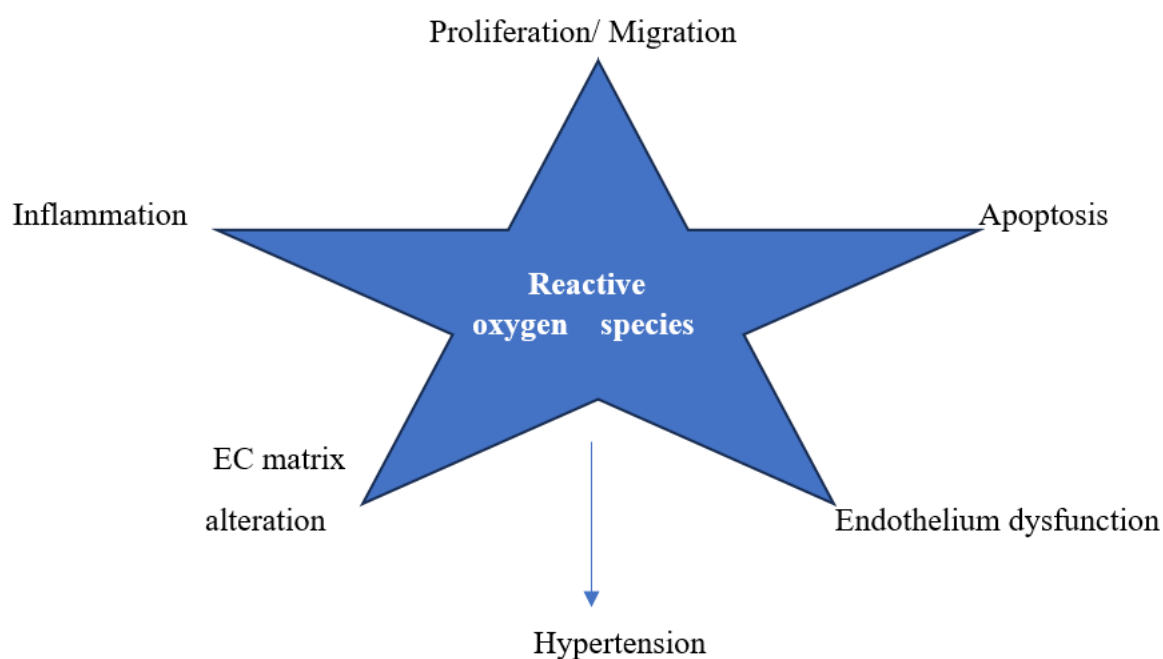 Proliferation/ Migration
Inflammation
Apoptosis
Reactive
oxygen species
EC matrix
alteration
Endothelium dysfunction
Hypertension